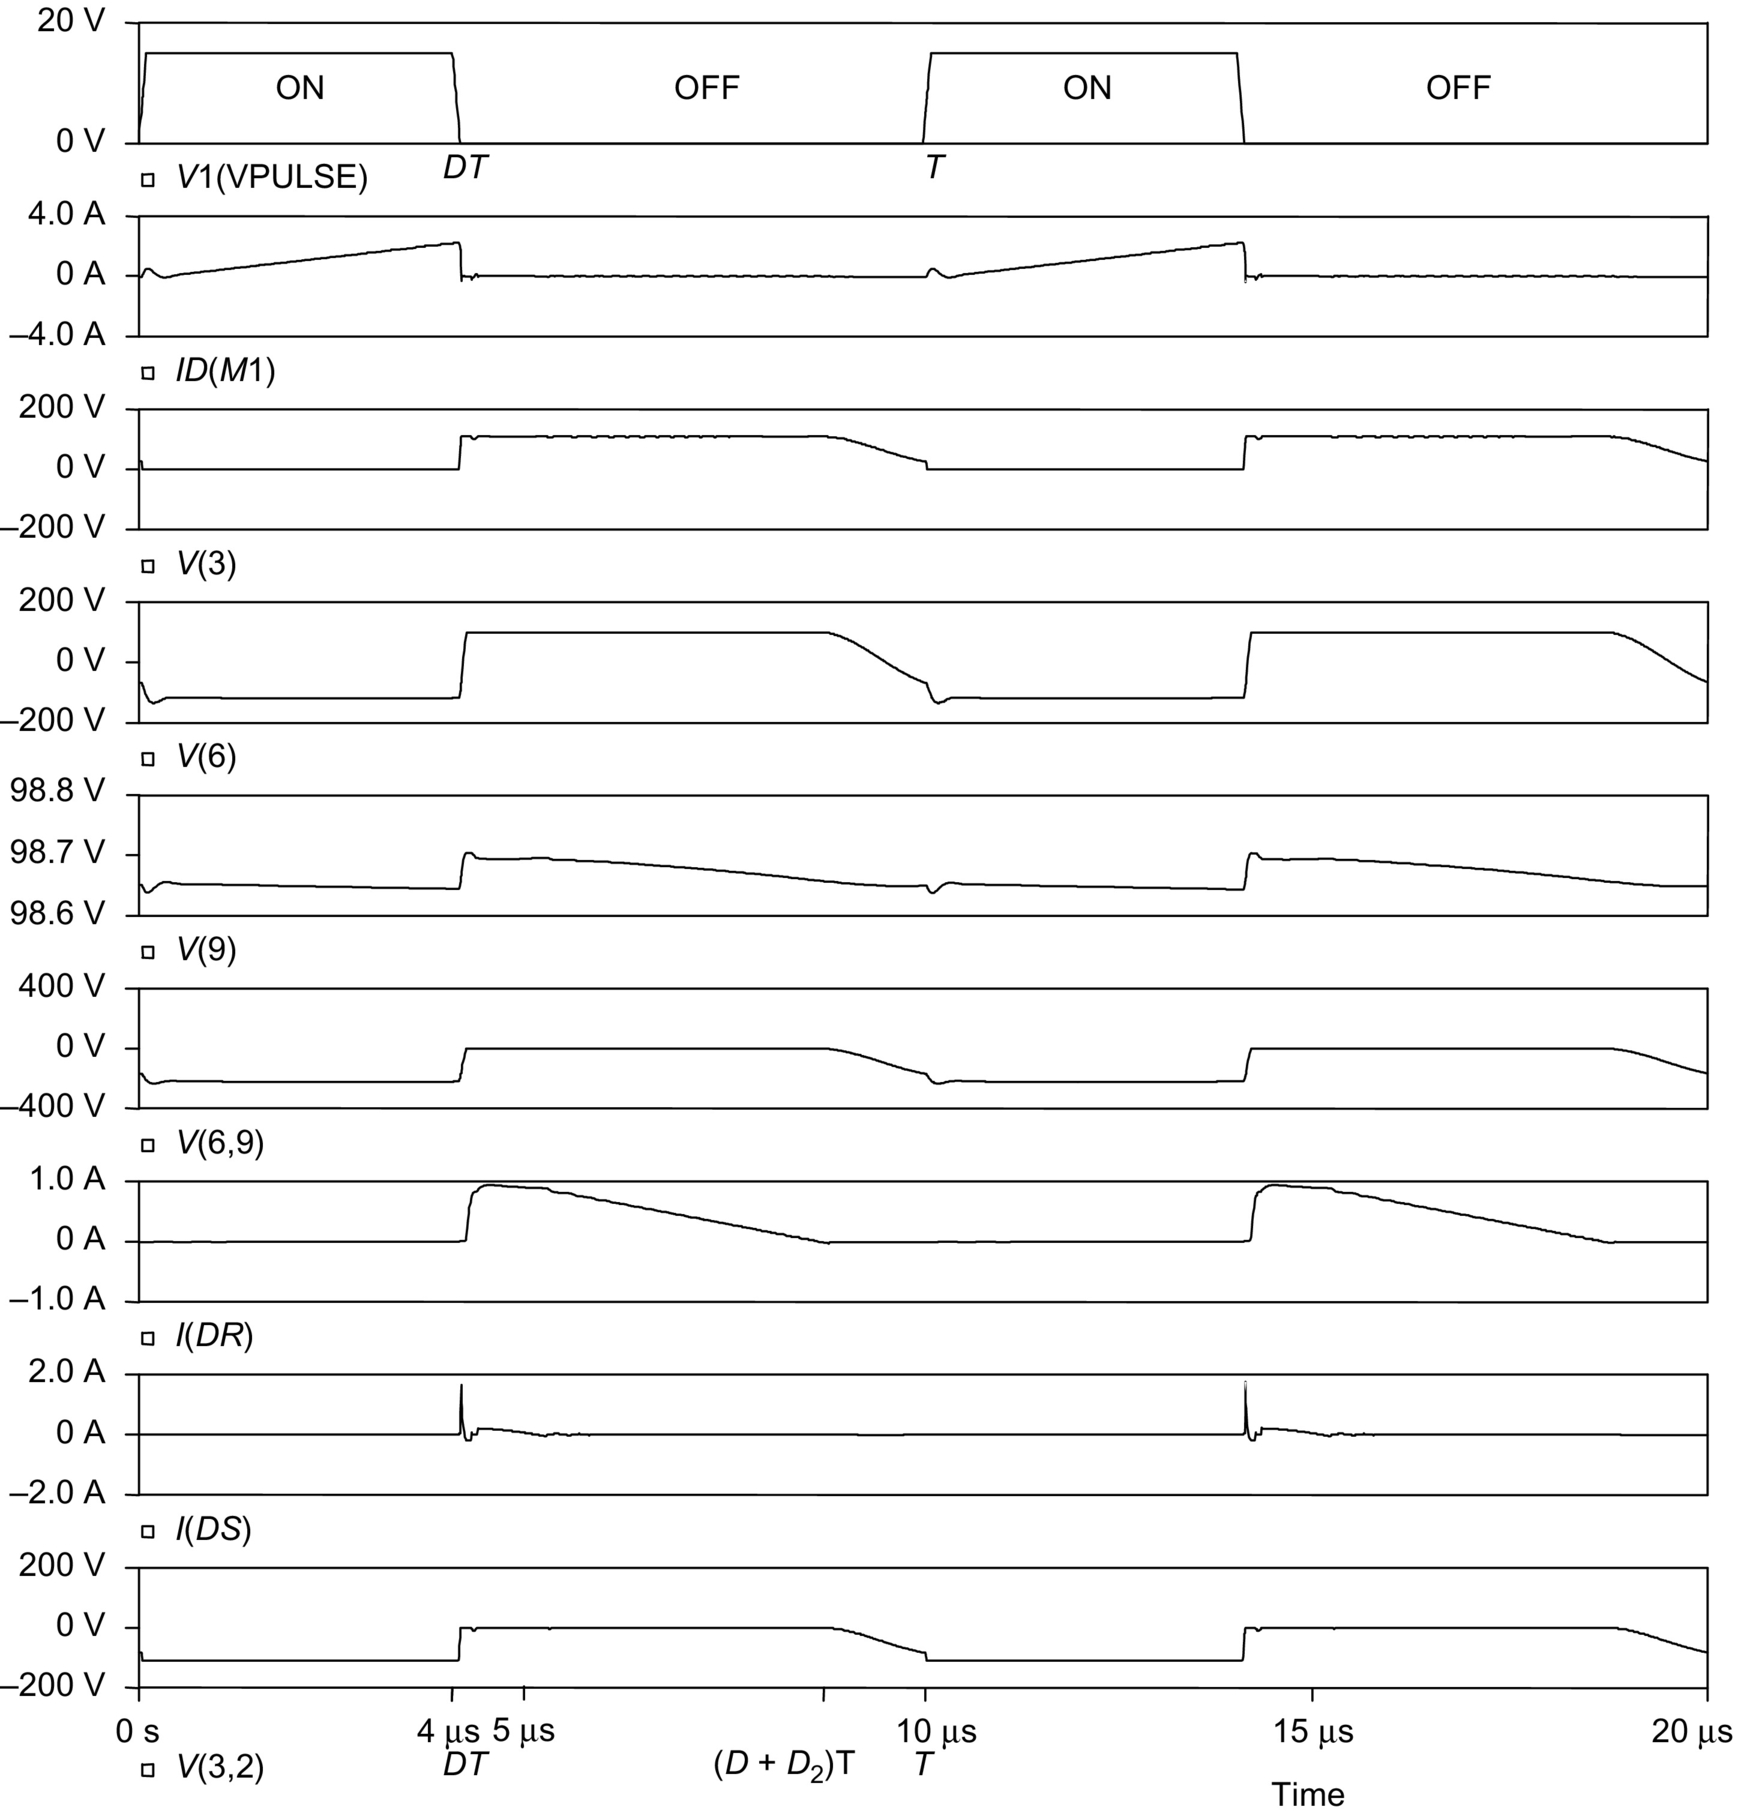 20 V
ON OFF ON OFF
0 V
DT T
V1(VPULSE)
4.0 A
0 A
–4.0 A
ID(M1)
200 V
0 V
–200 V
V(3)
200 V
0 V
–200 V
V(6)
98.8 V
98.7 V
98.6 V
V(9)
400 V
0 V
–400 V
V(6,9)
1.0 A
0 A
–1.0 A
I(DR)
2.0 A
0 A
–2.0 A
I(DS)
200 V
0 V
–200 V
0 s 4 μs 5 μs 10 μs 15 μs 20 μs
V(3,2) DT (D + D₂)T T
Time